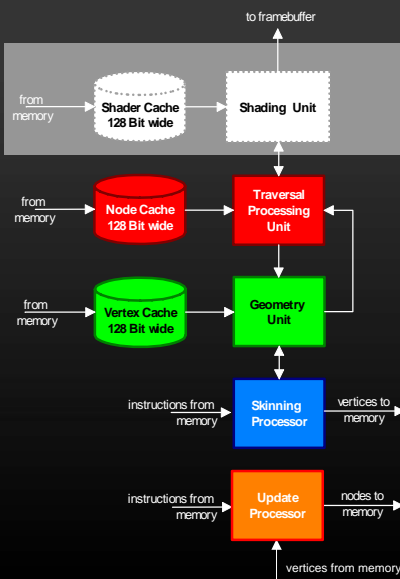 to framebuffer
from
memory
Shader Cache
128 Bit wide
Shading Unit
from
memory
Node Cache
128 Bit wide
Traversal
Processing
Unit
from
memory
Vertex Cache
128 Bit wide
Geometry
Unit
instructions from
memory
Skinning
Processor
vertices to
memory
instructions from
memory
Update
Processor
nodes to
memory
vertices from memory